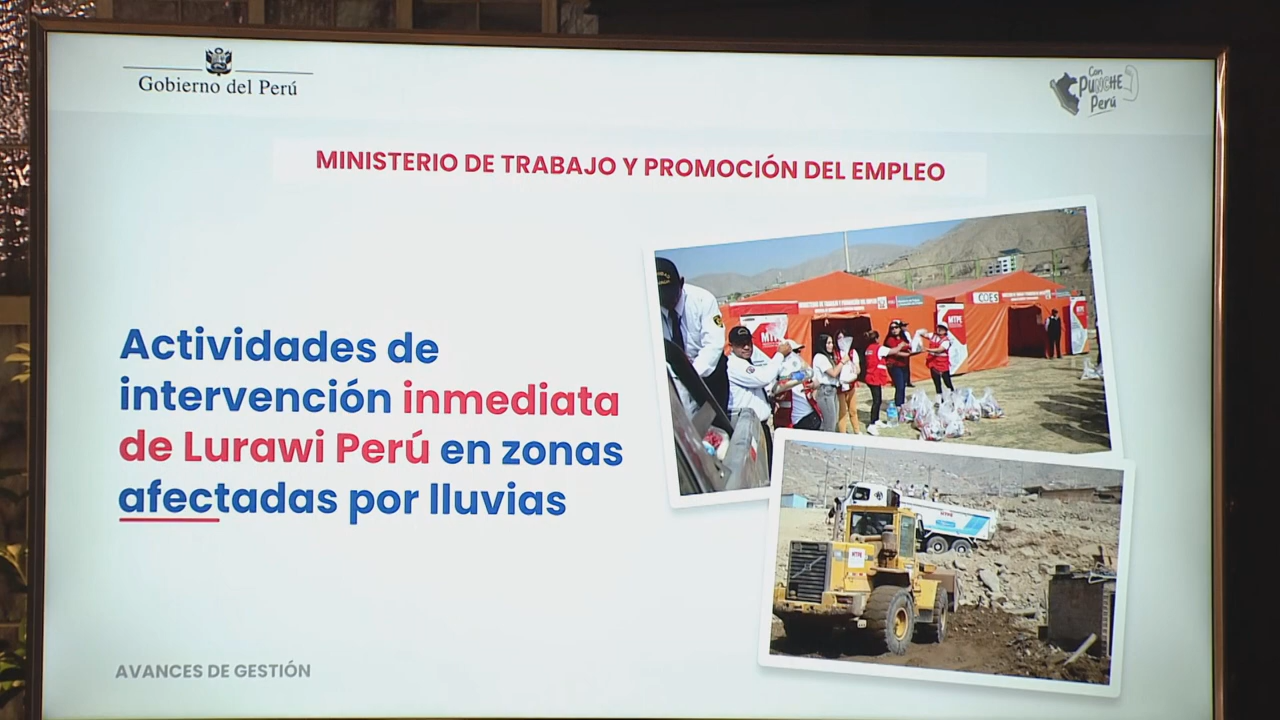 Gobierno del Perú
Con
PUNCHE
Perú
MINISTERIO DE TRABAJO Y PROMOCIÓN DEL EMPLEO
Actividades de
intervención inmediata
de Lurawi Perú en zonas
afectadas por lluvias
COES
MTPE
MTPE
AVANCES DE GESTIÓN